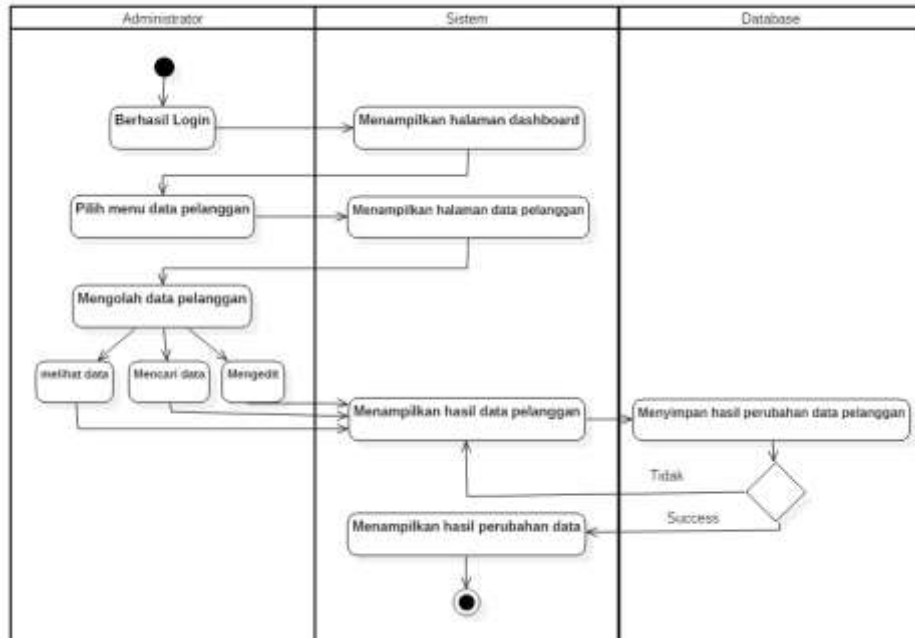 Administrator
Sistem
Database
Berhasil Login
Menampilkan halaman dashboard
Pilih menu data pelanggan
Menampilkan halaman data pelanggan
Mengolah data pelanggan
melihat data
Mencari data
Mengedit
Menampilkan hasil data pelanggan
Menyimpan hasil perubahan data pelanggan
Tidak
Success
Menampilkan hasil perubahan data